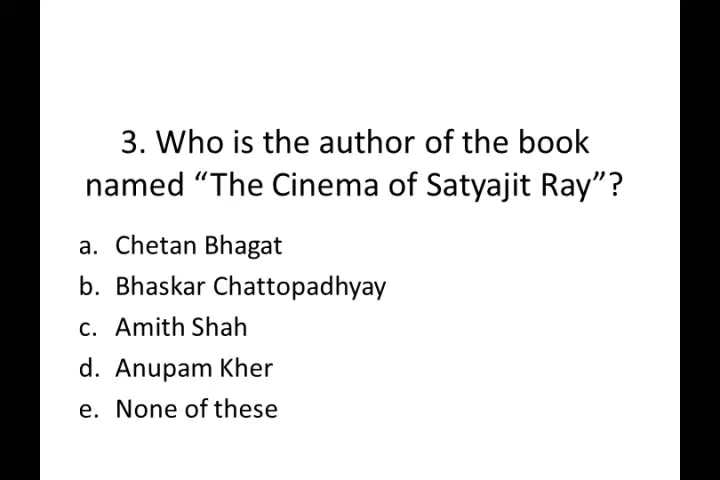 3. Who is the author of the book
named “The Cinema of Satyajit Ray”?
a. Chetan Bhagat
b. Bhaskar Chattopadhyay
c. Amith Shah
d. Anupam Kher
e. None of these